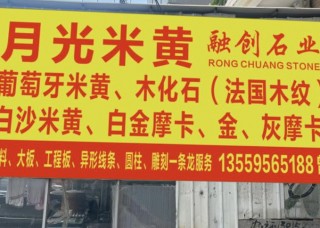 月光米黄 融创石业
RONG CHUANG STONE
葡萄牙米黄、木化石（法国木纹）
白沙米黄、白金摩卡、金、灰摩卡
料、大板、工程板、异形线条、圆柱、雕刻一条龙服务 13559565188